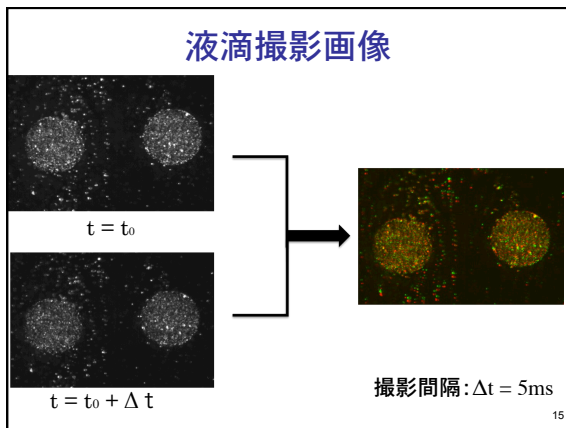 液滴撮影画像
t = t₀
t = t₀ + Δ t
撮影間隔：Δt = 5ms
15